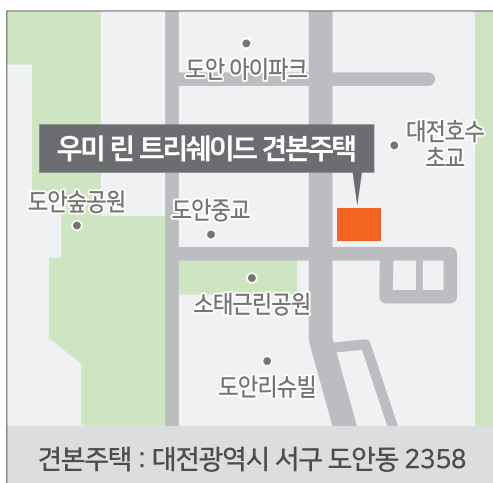 도안 아이파크
대전호수
초교
우미 린 트리쉐이드 견본주택
도안숲공원
도안중교
소태근린공원
도안리슈빌
견본주택 : 대전광역시 서구 도안동 2358